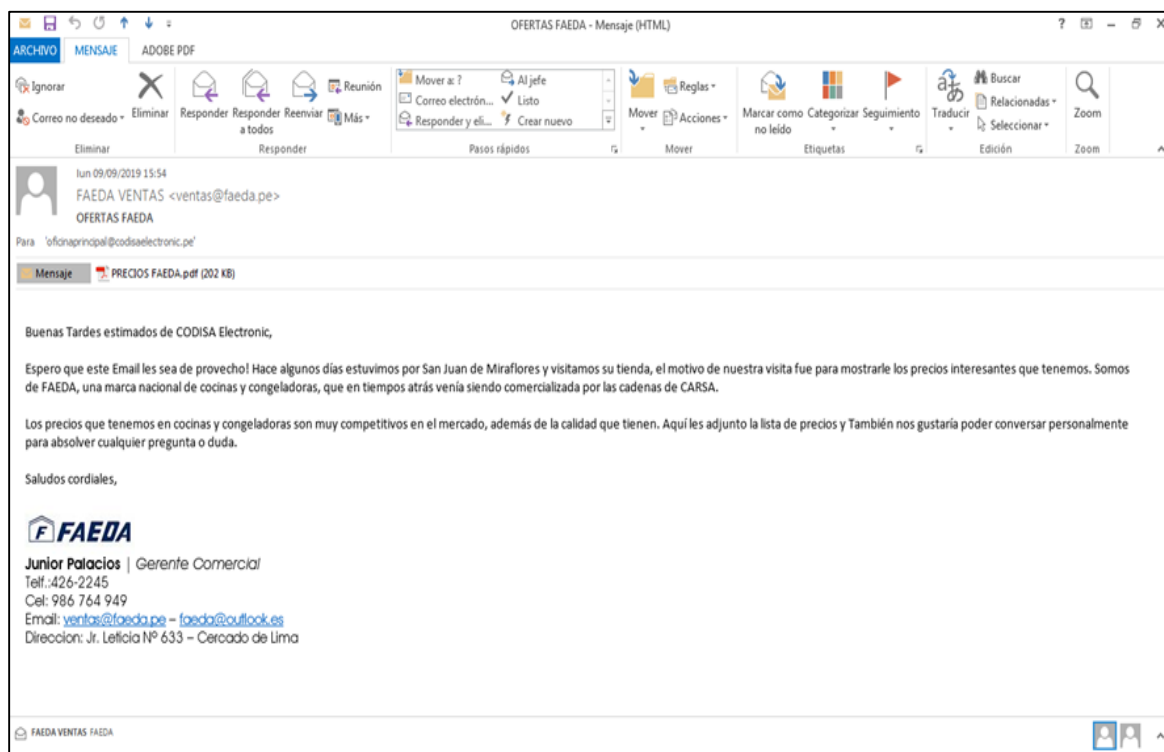 OFERTAS FAEDA - Mensaje (HTML)
ARCHIVO MENSAJE ADOBE PDF
Ignorar
Correo no deseado
Eliminar
Eliminar
Responder Responder a todos Reenviar
Reunión
Más
Responder
Mover a: ? Al jefe
Correo electrón... Listo
Responder y eli... Crear nuevo
Pasos rápidos
Mover
Reglas
Acciones
Mover
Marcar como no leído Categorizar Seguimiento
Etiquetas
Traducir
Buscar
Relacionadas
Seleccionar
Edición
Zoom
Zoom
lun 09/09/2019 15:54
FAEDA VENTAS <ventas@faeda.pe>
OFERTAS FAEDA
Para 'oficinaprincipal@codisaelectronic.pe'
Mensaje PRECIOS FAEDA.pdf (202 KB)
Buenas Tardes estimados de CODISA Electronic,
Espero que este Email les sea de provecho! Hace algunos días estuvimos por San Juan de Miraflores y visitamos su tienda, el motivo de nuestra visita fue para mostrarle los precios interesantes que tenemos. Somos
de FAEDA, una marca nacional de cocinas y congeladoras, que en tiempos atrás venía siendo comercializada por las cadenas de CARSA.
Los precios que tenemos en cocinas y congeladoras son muy competitivos en el mercado, además de la calidad que tienen. Aquí les adjunto la lista de precios y También nos gustaría poder conversar personalmente
para absolver cualquier pregunta o duda.
Saludos cordiales,
F FAEDA
Junior Palacios | Gerente Comercial
Telf.:426-2245
Cel: 986 764 949
Email: ventas@faeda.pe – faeda@outlook.es
Direccion: Jr. Leticia Nº 633 – Cercado de Lima
FAEDA VENTAS FAEDA